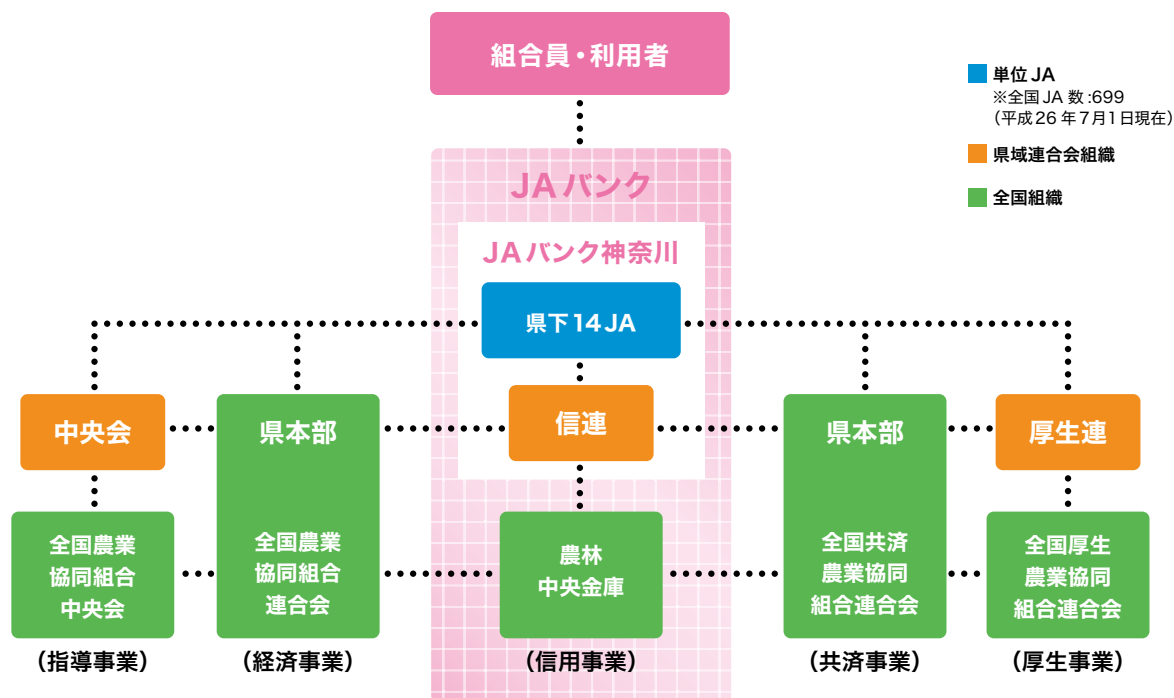 組合員・利用者
単位JA
※全国JA数:699
(平成26年7月1日現在)
県域連合会組織
全国組織
JAバンク
JAバンク神奈川
県下14JA
中央会
県本部
信連
県本部
厚生連
全国農業
協同組合
中央会
全国農業
協同組合
連合会
農林
中央金庫
全国共済
農業協同
組合連合会
全国厚生
農業協同
組合連合会
(指導事業)
(経済事業)
(信用事業)
(共済事業)
(厚生事業)